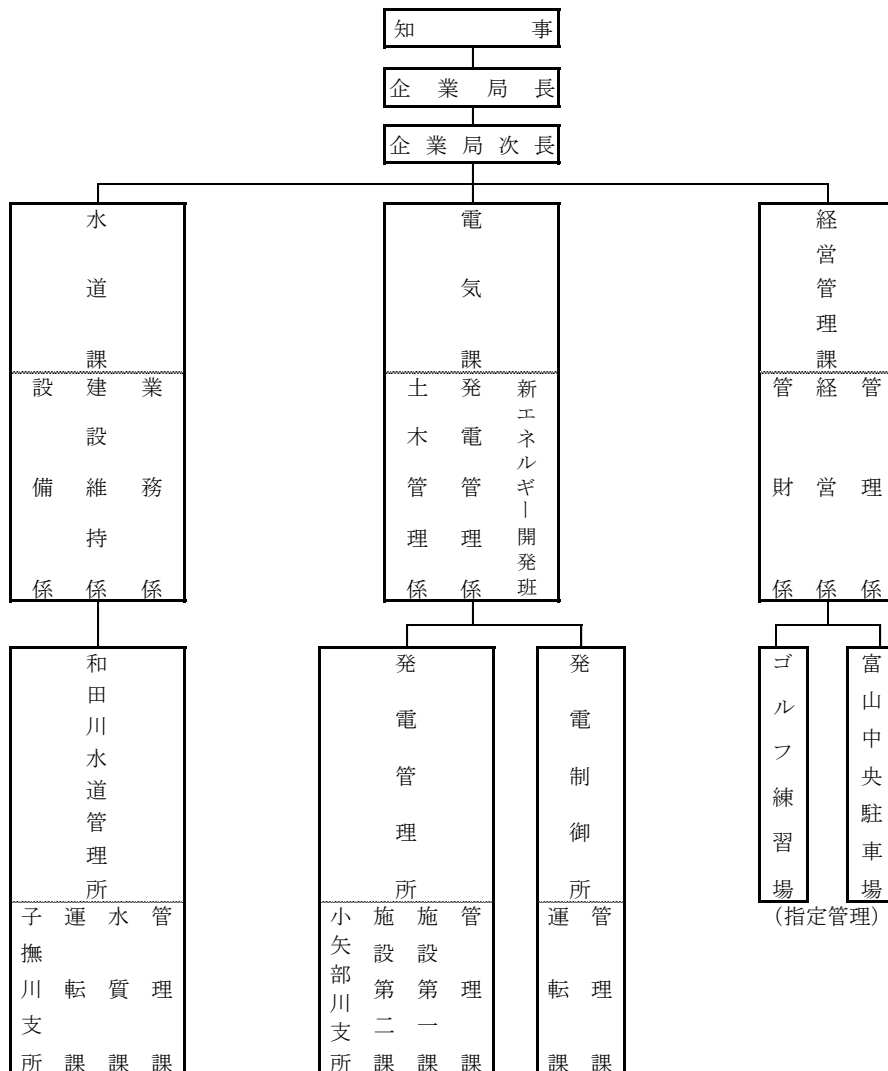 知事
企業局長
企業局次長
経営管理課
管理係
経営係
管財係
電気課
新エネルギー開発班
発電管理係
土木管理係
水道課
業務係
建設維持係
設備係
富山中央駐車場
ゴルフ練習場
(指定管理)
発電制御所
管理課
運転課
発電管理所
管理課
施設第一課
施設第二課
小矢部川支所
和田川水道管理所
管理課
水質課
運転課
子撫川支所